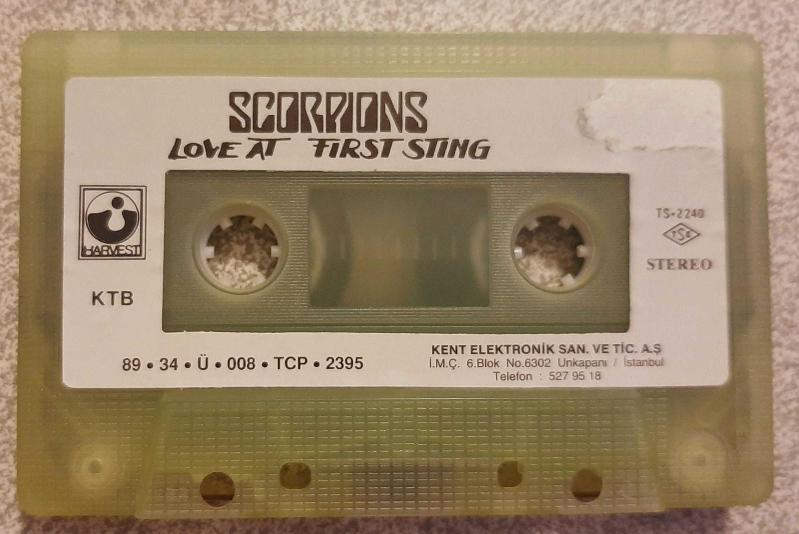 SCORPIONS
LOVE AT FIRST STING
HARVEST
KTB
TS-2240
TSE
STEREO
89 • 34 • Ü • 008 • TCP • 2395
KENT ELEKTRONİK SAN. VE TİC. A.Ş
İ.M.Ç. 6.Blok No.6302 Unkapanı / İstanbul
Telefon : 527 95 18